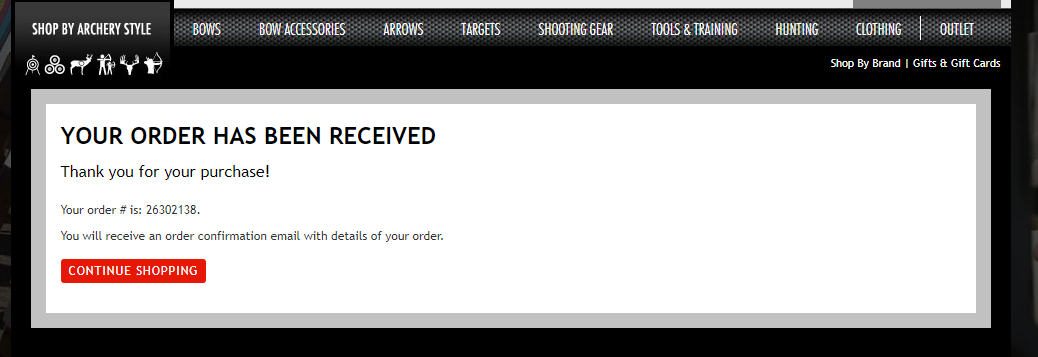 SHOP BY ARCHERY STYLE BOWS BOW ACCESSORIES ARROWS TARGETS SHOOTING GEAR TOOLS & TRAINING HUNTING CLOTHING OUTLET
Shop By Brand | Gifts & Gift Cards
YOUR ORDER HAS BEEN RECEIVED
Thank you for your purchase!
Your order # is: 26302138.
You will receive an order confirmation email with details of your order.
CONTINUE SHOPPING